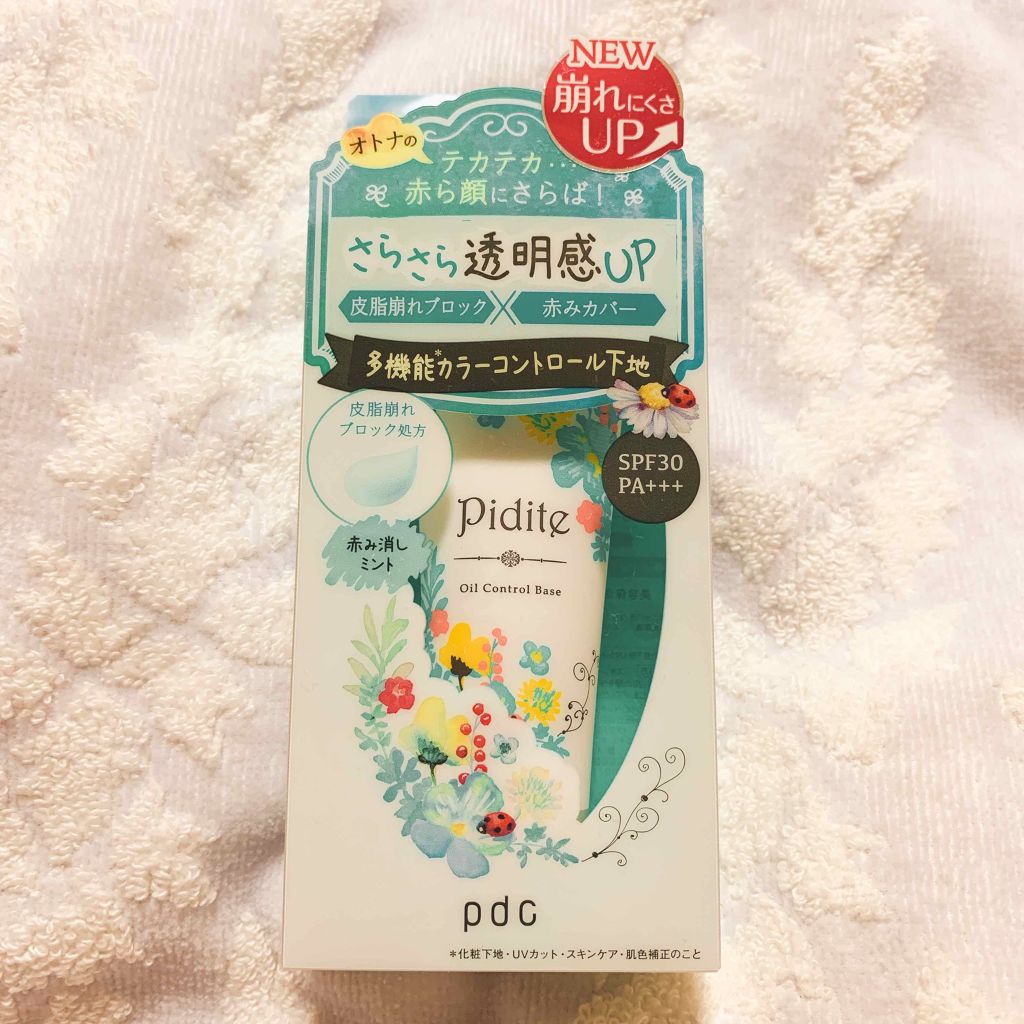 NEW
崩れにくさ
UP
オトナの
テカテカ・・・・
赤ら顔にさらば！
さらさら透明感UP
皮脂崩れブロック×赤みカバー
多機能*カラーコントロール下地
皮脂崩れ
ブロック処方
SPF30
PA+++
赤み消し
ミント
Pidite
Oil Control Base
pdc
*化粧下地・UVカット・スキンケア・肌色補正のこと